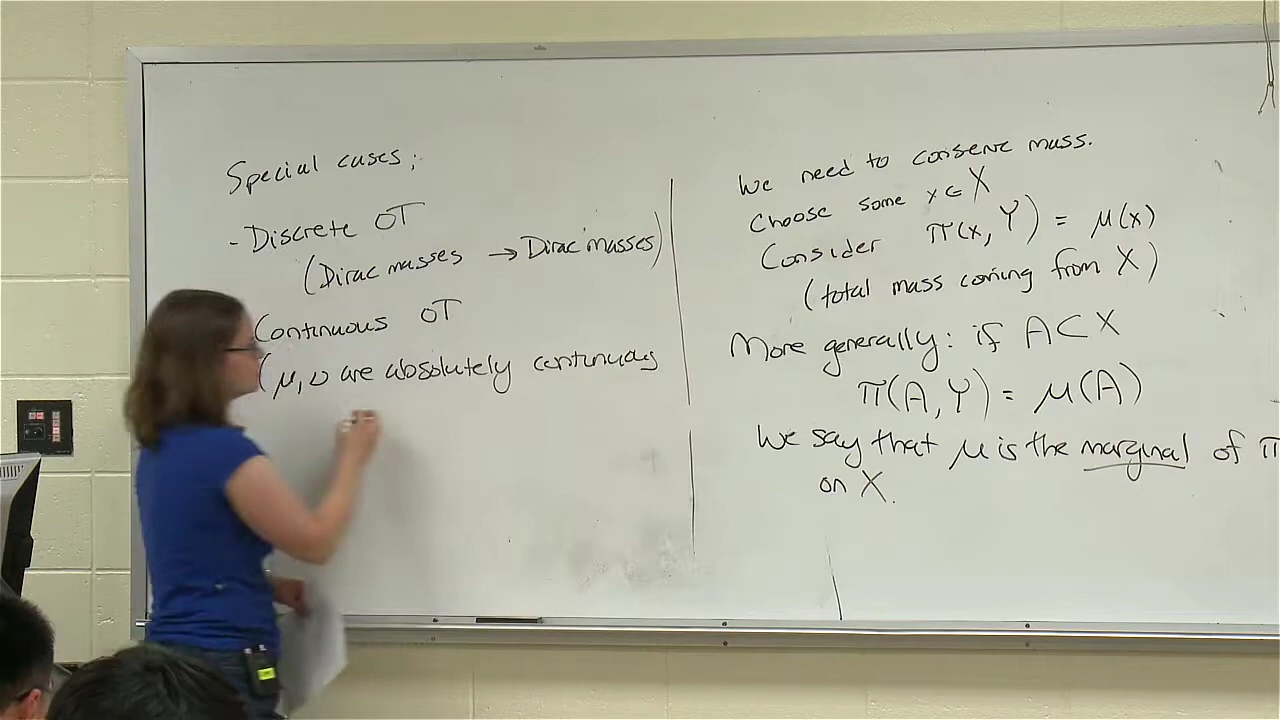 Special cases:
- Discrete OT
(Dirac masses → Dirac masses)
Continuous OT
(μ, ν are absolutely continuous
We need to conserve mass.
Choose some x ∈ X
Consider π(x, Y) = μ(x)
(total mass coming from X)
More generally: if A ⊂ X
π(A, Y) = μ(A)
We say that μ is the marginal of π
on X.